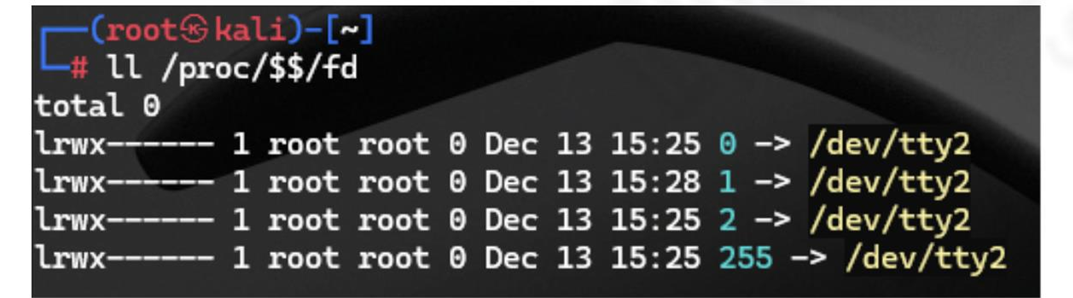 ┌──(root㉿kali)-[~]
└─# ll /proc/$$/fd
total 0
lrwx------ 1 root root 0 Dec 13 15:25 0 -> /dev/tty2
lrwx------ 1 root root 0 Dec 13 15:28 1 -> /dev/tty2
lrwx------ 1 root root 0 Dec 13 15:25 2 -> /dev/tty2
lrwx------ 1 root root 0 Dec 13 15:25 255 -> /dev/tty2